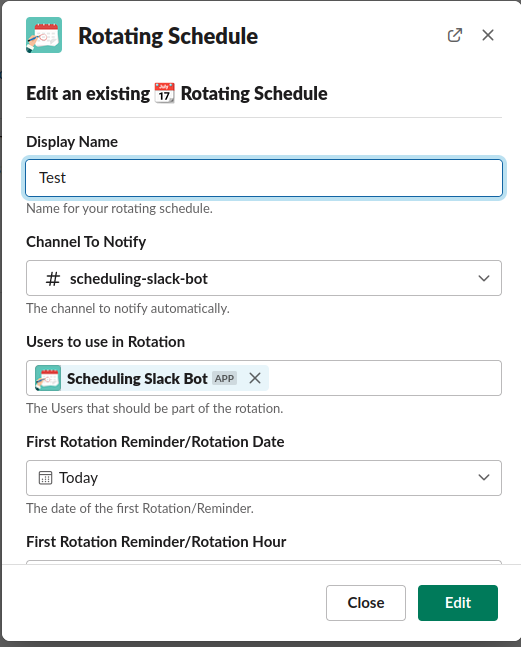 Rotating Schedule
Edit an existing 📅 Rotating Schedule
Display Name
Test
Name for your rotating schedule.
Channel To Notify
# scheduling-slack-bot
The channel to notify automatically.
Users to use in Rotation
Scheduling Slack Bot APP
The Users that should be part of the rotation.
First Rotation Reminder/Rotation Date
Today
The date of the first Rotation/Reminder.
First Rotation Reminder/Rotation Hour
Close Edit